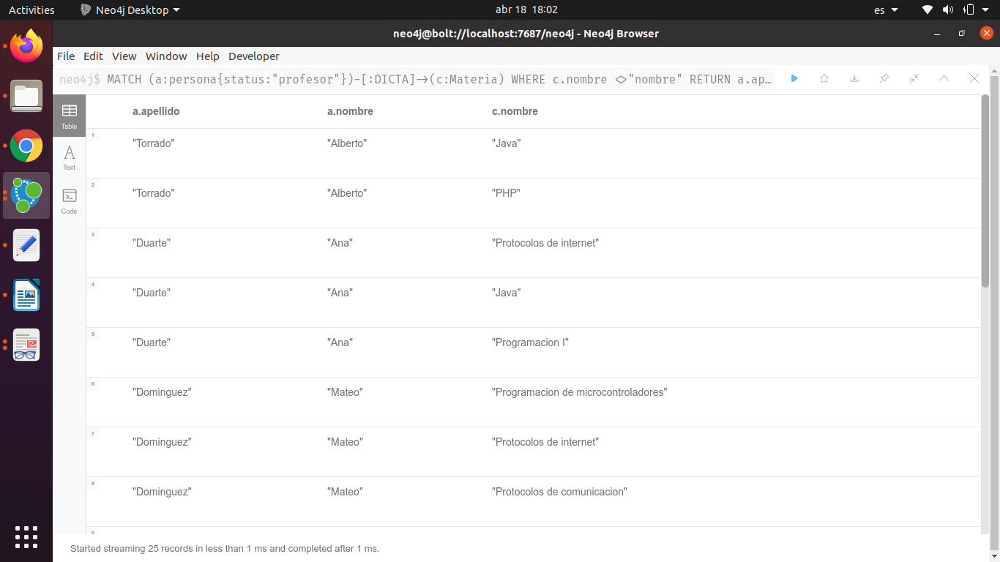 Activities Neo4j Desktop abr 18 18:02 es
neo4j@bolt://localhost:7687/neo4j - Neo4j Browser
File Edit View Window Help Developer
neo4j$ MATCH (a:persona{status:"profesor"})-[:DICTA]->(c:Materia) WHERE c.nombre <>"nombre" RETURN a.ap…
Table
Text
Code
a.apellido a.nombre c.nombre
1 "Torrado" "Alberto" "Java"
2 "Torrado" "Alberto" "PHP"
3 "Duarte" "Ana" "Protocolos de internet"
4 "Duarte" "Ana" "Java"
5 "Duarte" "Ana" "Programacion I"
6 "Dominguez" "Mateo" "Programacion de microcontroladores"
7 "Dominguez" "Mateo" "Protocolos de internet"
8 "Dominguez" "Mateo" "Protocolos de comunicacion"
9
Started streaming 25 records in less than 1 ms and completed after 1 ms.